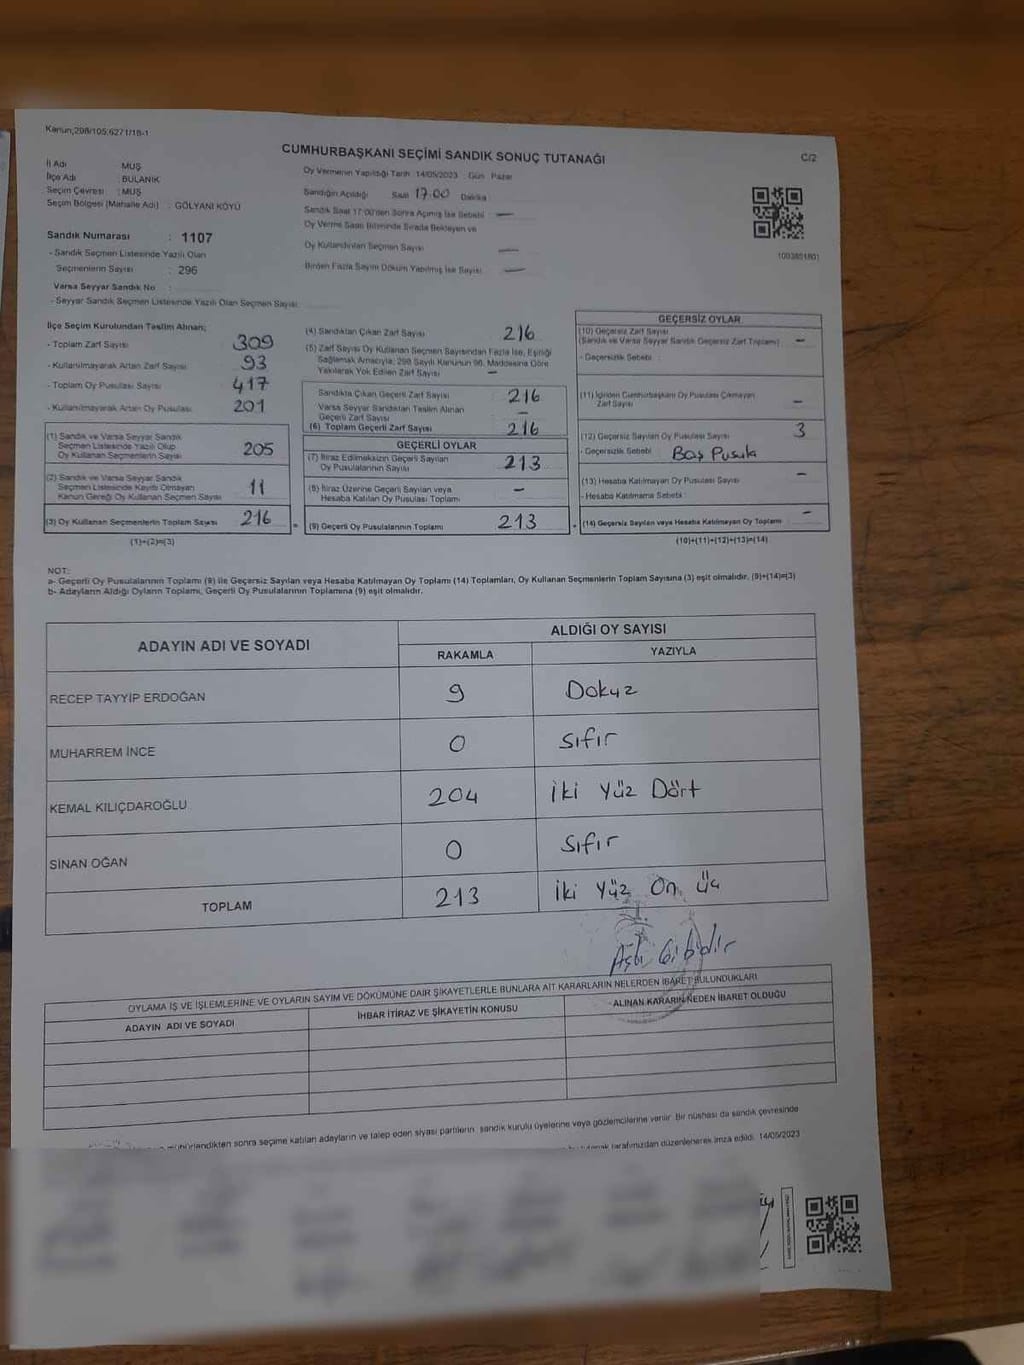 Kanun;298/105;6271/18-1
CUMHURBAŞKANI SEÇİMİ SANDIK SONUÇ TUTANAĞI
C/2
İl Adı : MUŞ
İlçe Adı : BULANIK
Seçim Çevresi : MUŞ
Seçim Bölgesi (Mahalle Adı) : GÖLYANI KÖYÜ
Oy Vermenin Yapıldığı Tarih 14/05/2023 Gün Pazar
Sandığın Açıldığı Saat 17:00 Dakika
Sandık Saat 17:00'den Sonra Açılmış İse Sebebi : —
Oy Verme Saati Bitiminde Sırada Bekleyen ve
Oy Kullandırılan Seçmen Sayısı —
Birden Fazla Sayım Döküm Yapılmış İse Sayısı : —
Sandık Numarası : 1107
- Sandık Seçmen Listesinde Yazılı Olan
Seçmenlerin Sayısı : 296
Varsa Seyyar Sandık No :
- Seyyar Sandık Seçmen Listesinde Yazılı Olan Seçmen Sayısı :
İlçe Seçim Kurulundan Teslim Alınan;
- Toplam Zarf Sayısı 309
- Kullanılmayarak Artan Zarf Sayısı 93
- Toplam Oy Pusulası Sayısı 417
- Kullanılmayarak Artan Oy Pusulası 201
(1) Sandık ve Varsa Seyyar Sandık
Seçmen Listesinde Yazılı Olup
Oy Kullanan Seçmenlerin Sayısı 205
(2) Sandık ve Varsa Seyyar Sandık
Seçmen Listesinde Kayıtlı Olmayan
Kanun Gereği Oy Kullanan Seçmen Sayısı 11
(3) Oy Kullanan Seçmenlerin Toplam Sayısı 216
(1)+(2)=(3)
(4) Sandıktan Çıkan Zarf Sayısı 216
(5) Zarf Sayısı Oy Kullanan Seçmen Sayısından Fazla İse, Eşitliği
Sağlamak Amacıyla, 298 Sayılı Kanunun 98. Maddesine Göre
Yakılarak Yok Edilen Zarf Sayısı —
Sandıkta Çıkan Geçerli Zarf Sayısı 216
Varsa Seyyar Sandıktan Teslim Alınan
Geçerli Zarf Sayısı —
(6) Toplam Geçerli Zarf Sayısı 216
GEÇERLİ OYLAR
(7) İtiraz Edilmeksizin Geçerli Sayılan
Oy Pusulalarının Sayısı 213
(8) İtiraz Üzerine Geçerli Sayılan veya
Hesaba Katılan Oy Pusulası Toplamı —
(9) Geçerli Oy Pusulalarının Toplamı 213
GEÇERSİZ OYLAR
(10) Geçersiz Zarf Sayısı
(Sandık ve Varsa Seyyar Sandık Geçersiz Zarf Toplamı) —
- Geçersizlik Sebebi :
(11) İçinden Cumhurbaşkanı Oy Pusulası Çıkmayan
Zarf Sayısı —
(12) Geçersiz Sayılan Oy Pusulası Sayısı 3
- Geçersizlik Sebebi : Boş Pusula
(13) Hesaba Katılmayan Oy Pusulası Sayısı —
- Hesaba Katılmama Sebebi :
(14) Geçersiz Sayılan veya Hesaba Katılmayan Oy Toplamı —
(10)+(11)+(12)+(13)=(14)
NOT:
a- Geçerli Oy Pusulalarının Toplamı (9) ile Geçersiz Sayılan veya Hesaba Katılmayan Oy Toplamı (14) Toplamları, Oy Kullanan Seçmenlerin Toplam Sayısına (3) eşit olmalıdır. (9)+(14)=(3)
b- Adayların Aldığı Oyların Toplamı, Geçerli Oy Pusulalarının Toplamına (9) eşit olmalıdır.
ADAYIN ADI VE SOYADI
ALDIĞI OY SAYISI
RAKAMLA YAZIYLA
RECEP TAYYİP ERDOĞAN 9 Dokuz
MUHARREM İNCE 0 Sıfır
KEMAL KILIÇDAROĞLU 204 İki Yüz Dört
SİNAN OĞAN 0 Sıfır
TOPLAM 213 İki Yüz On Üç
Aslı Gibidir
OYLAMA İŞ VE İŞLEMLERİNE VE OYLARIN SAYIM VE DÖKÜMÜNE DAİR ŞİKAYETLERLE BUNLARA AİT KARARLARIN NELERDEN İBARET BULUNDUKLARI
ADAYIN ADI VE SOYADI
İHBAR İTİRAZ VE ŞİKAYETİN KONUSU
ALINAN KARARIN NEDEN İBARET OLDUĞU
mühürlendikten sonra seçime katılan adayların ve talep eden siyasi partilerin sandık kurulu üyelerine veya gözlemcilerine verilir. Bir nüshası da sandık çevresinde
tutanak tarafımızdan düzenlenerek imza edildi. 14/05/2023